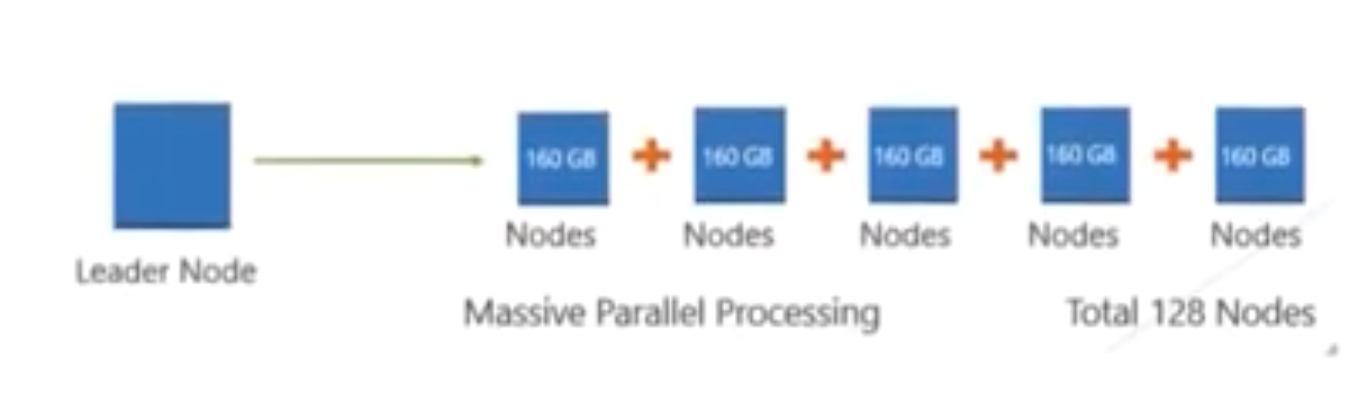 160 GB 160 GB 160 GB 160 GB 160 GB
Nodes Nodes Nodes Nodes Nodes
Leader Node
Massive Parallel Processing Total 128 Nodes